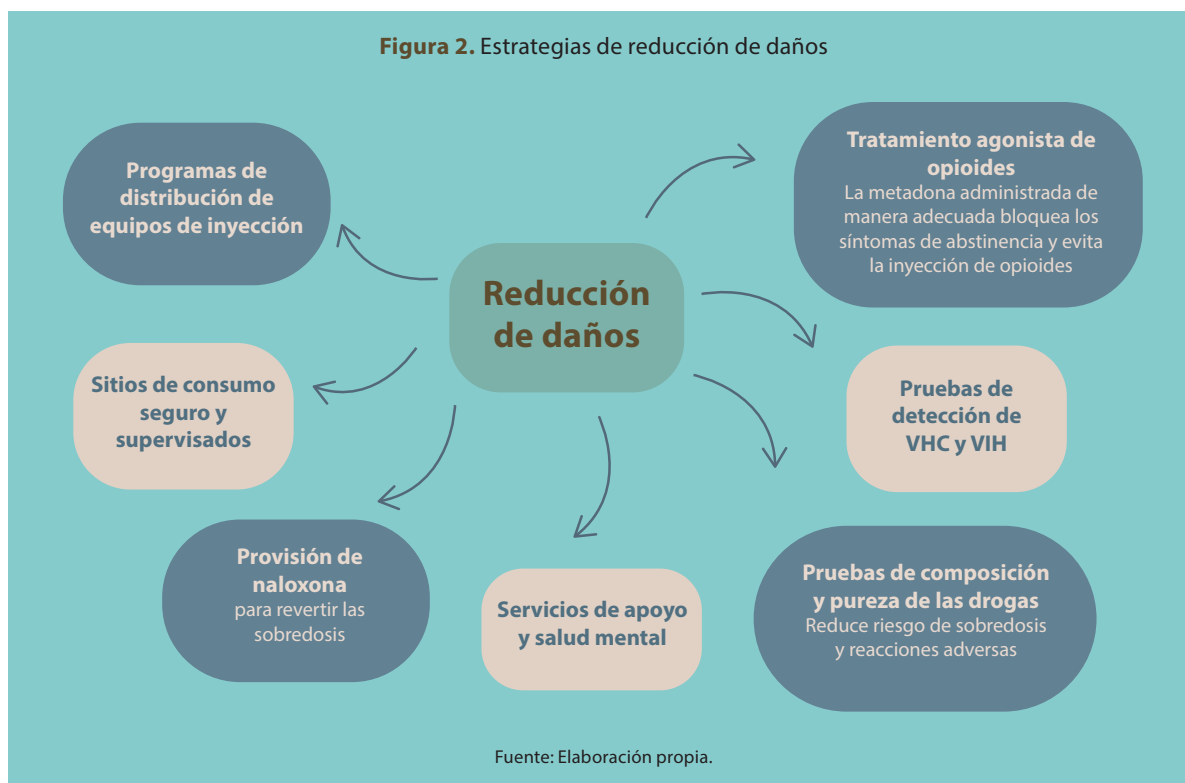 Figura 2. Estrategias de reducción de daños
Programas de
distribución de
equipos de inyección
Tratamiento agonista de
opioides
La metadona administrada de
manera adecuada bloquea los
síntomas de abstinencia y evita
la inyección de opioides
Reducción
de daños
Sitios de consumo
seguro y
supervisados
Pruebas de
detección de
VHC y VIH
Provisión de
naloxona
para revertir las
sobredosis
Servicios de apoyo
y salud mental
Pruebas de composición
y pureza de las drogas
Reduce riesgo de sobredosis
y reacciones adversas
Fuente: Elaboración propia.